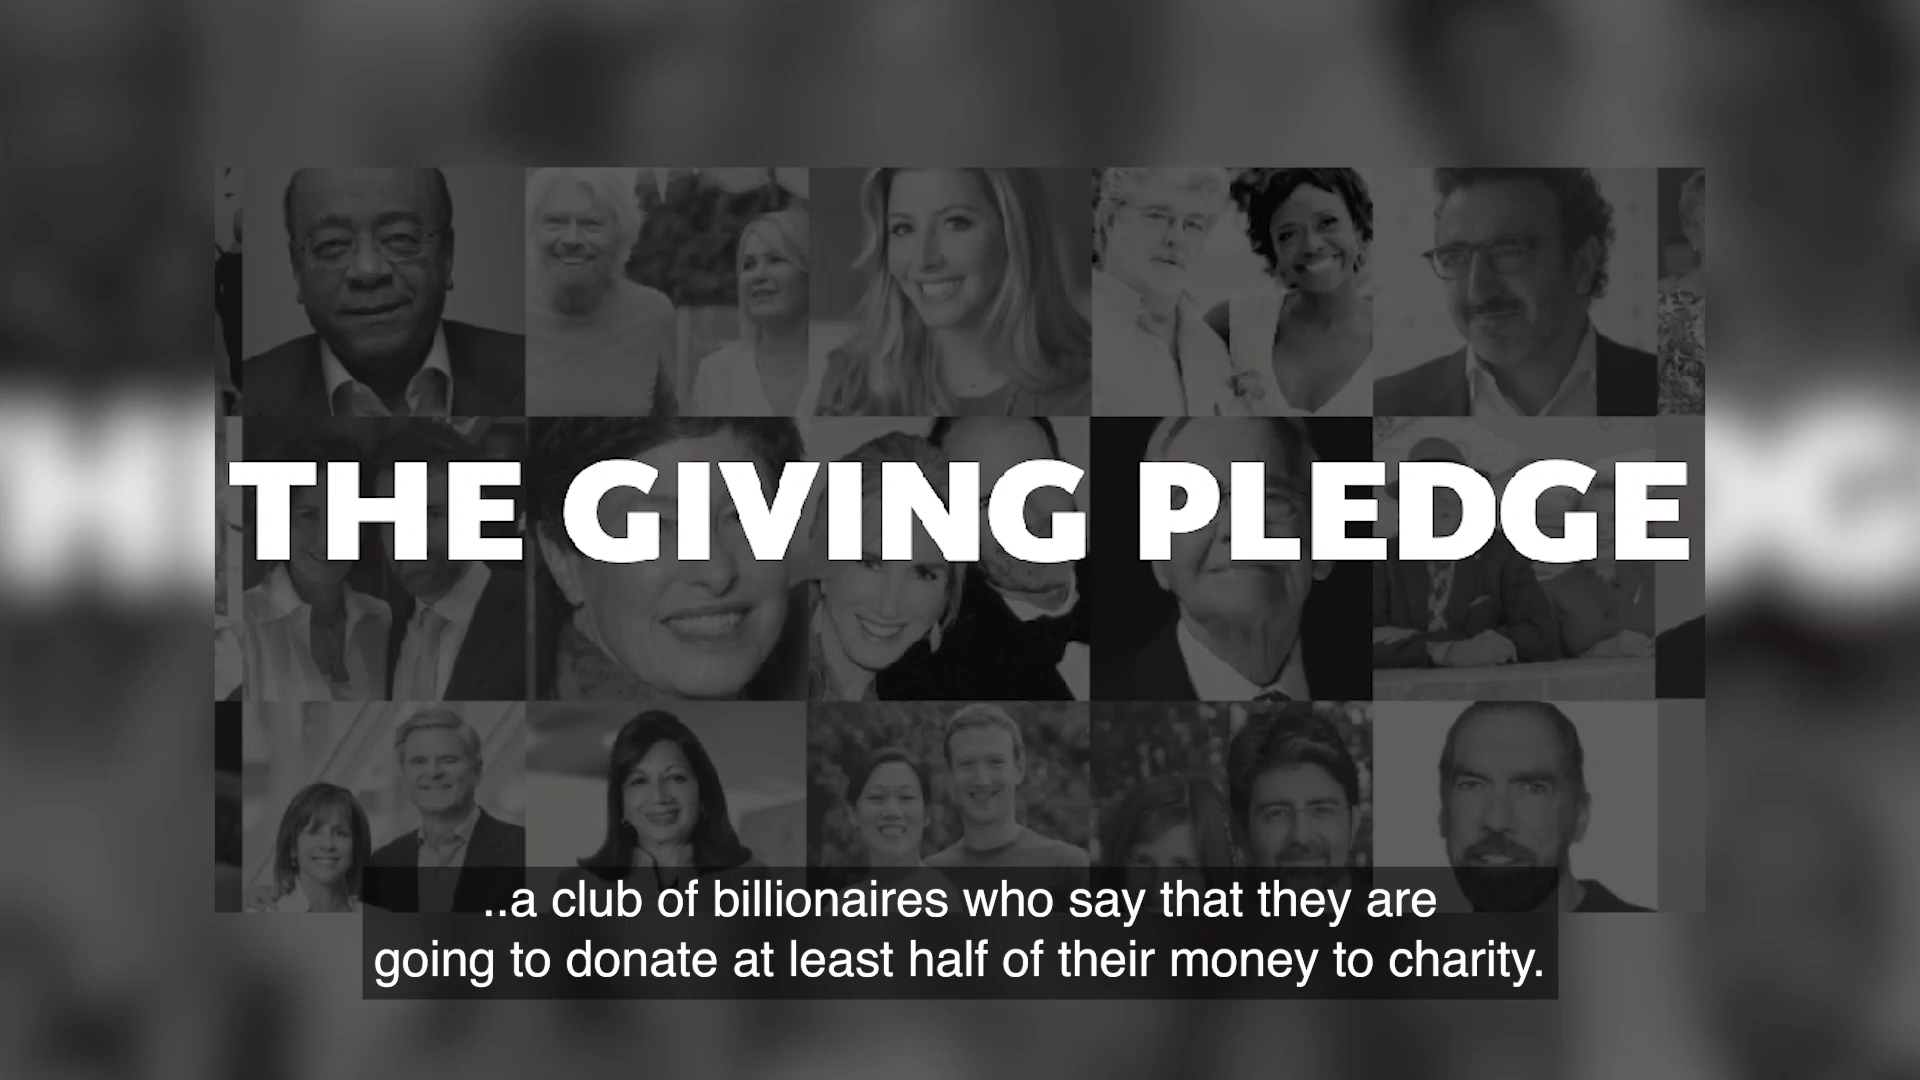 THE GIVING PLEDGE
..a club of billionaires who say that they are
going to donate at least half of their money to charity.